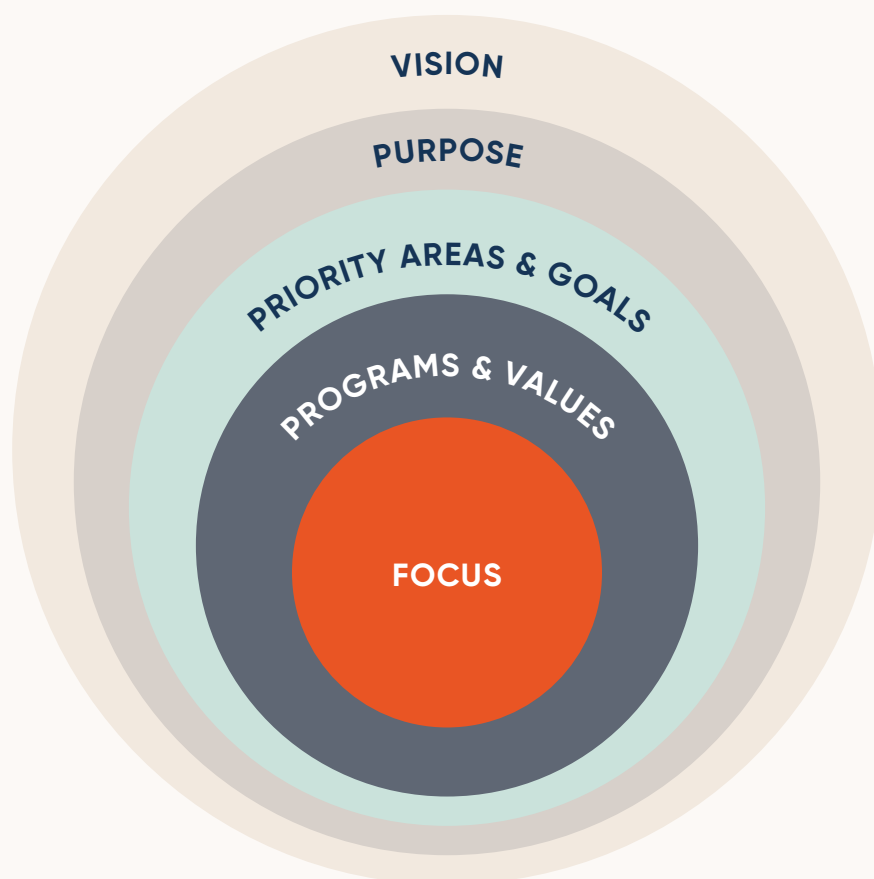 VISION
PURPOSE
PRIORITY AREAS & GOALS
PROGRAMS & VALUES
FOCUS